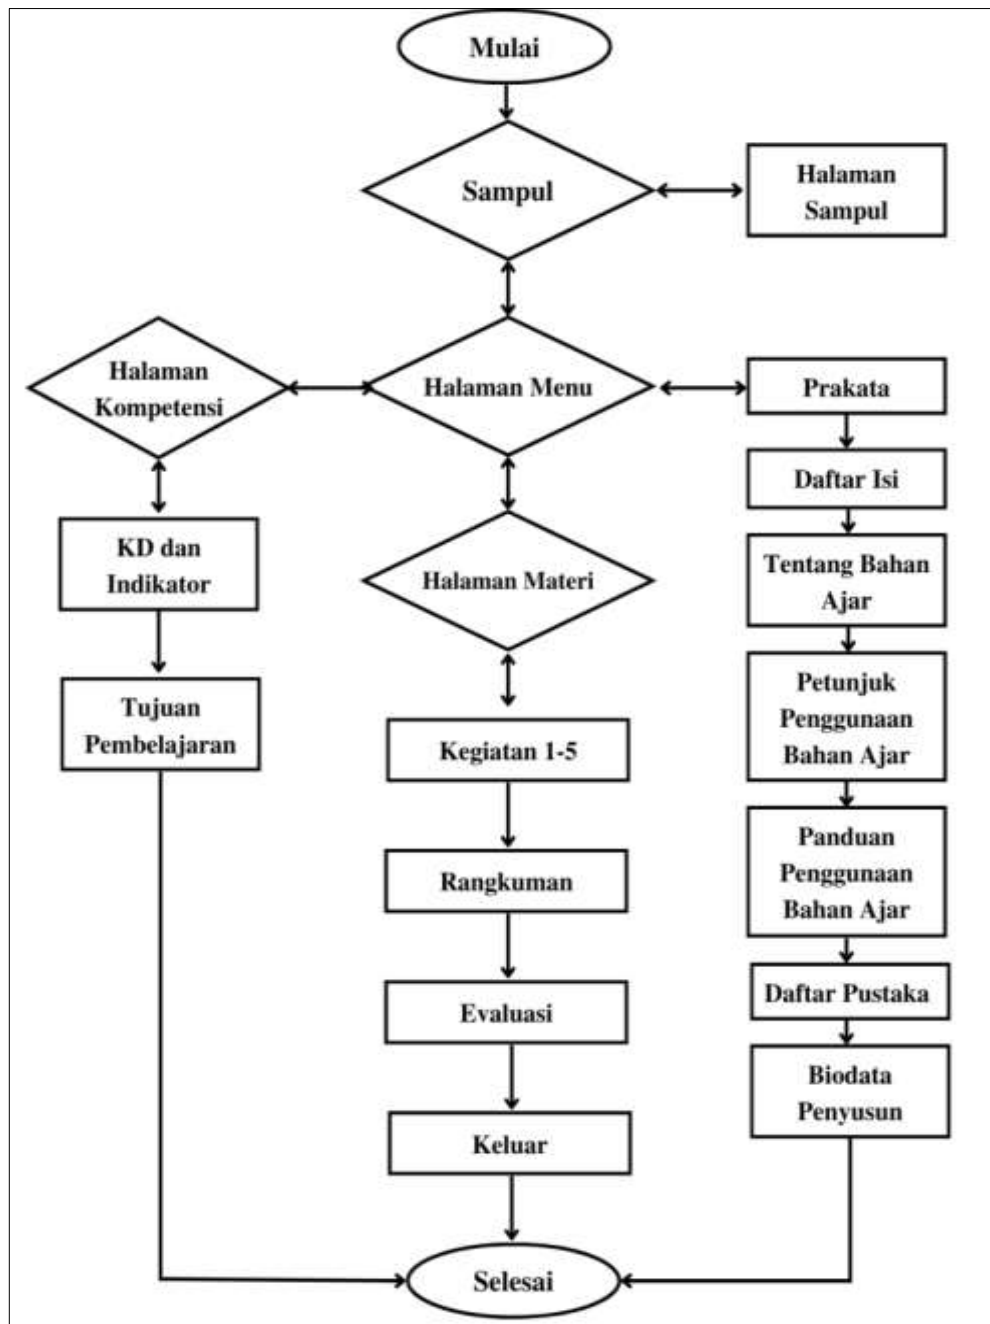 Mulai
Sampul
Halaman
Sampul
Halaman
Kompetensi
Halaman Menu
Prakata
Daftar Isi
KD dan
Indikator
Halaman Materi
Tentang Bahan
Ajar
Tujuan
Pembelajaran
Petunjuk
Penggunaan
Bahan Ajar
Kegiatan 1-5
Panduan
Penggunaan
Bahan Ajar
Rangkuman
Evaluasi
Daftar Pustaka
Biodata
Penyusun
Keluar
Selesai